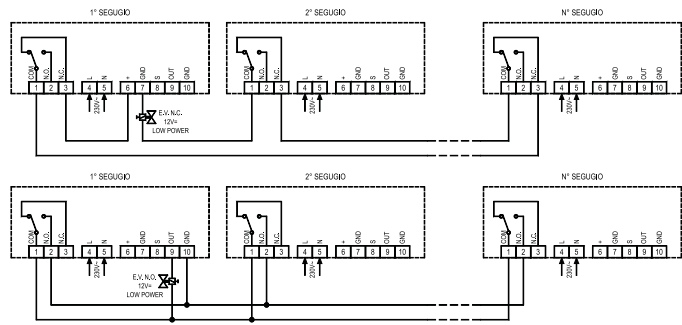 1° SEGUGIO 2° SEGUGIO N° SEGUGIO
COM N.O. N.C. L N + GND S OUT GND COM N.O. N.C. L N + GND S OUT GND COM N.O. N.C. L N + GND S OUT GND
1 2 3 4 5 6 7 8 9 10 1 2 3 4 5 6 7 8 9 10 1 2 3 4 5 6 7 8 9 10
230V~ 230V~ 230V~
E.V. N.C.
12V=
LOW POWER
1° SEGUGIO 2° SEGUGIO N° SEGUGIO
COM N.O. N.C. L N + GND S OUT GND COM N.O. N.C. L N + GND S OUT GND COM N.O. N.C. L N + GND S OUT GND
1 2 3 4 5 6 7 8 9 10 1 2 3 4 5 6 7 8 9 10 1 2 3 4 5 6 7 8 9 10
230V~ 230V~ 230V~
E.V. N.O.
12V=
LOW POWER